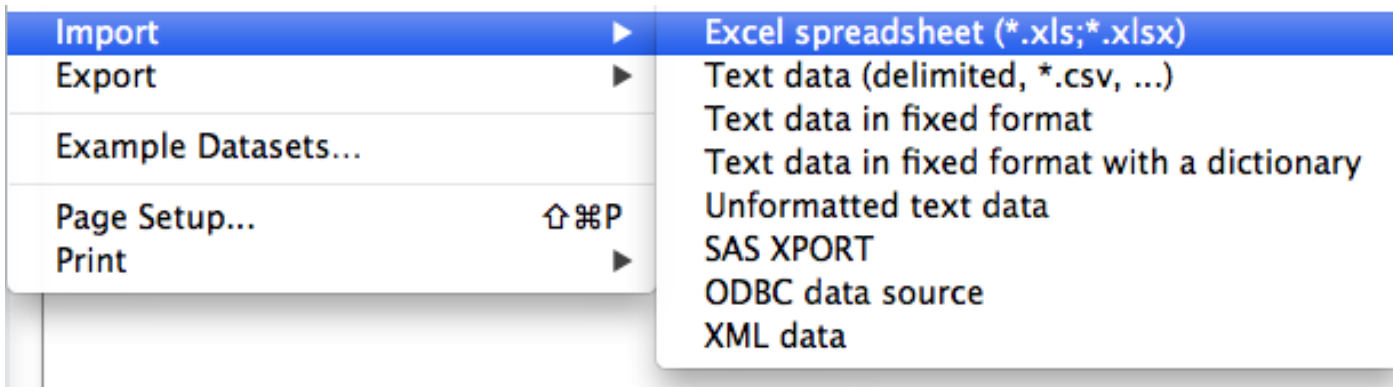 Import
Export
Example Datasets...
Page Setup... ⇧⌘P
Print
Excel spreadsheet (*.xls;*.xlsx)
Text data (delimited, *.csv, ...)
Text data in fixed format
Text data in fixed format with a dictionary
Unformatted text data
SAS XPORT
ODBC data source
XML data